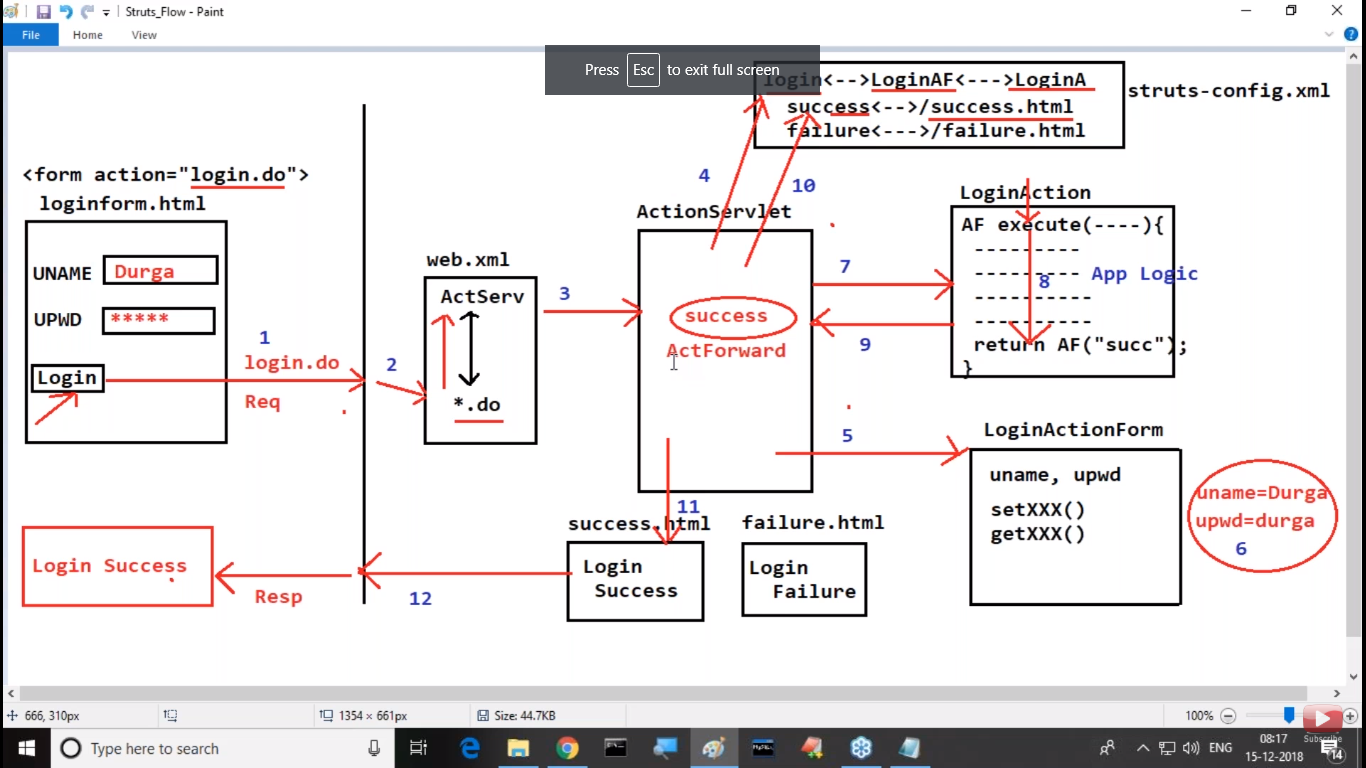 Struts_Flow - Paint
File Home View
Press Esc to exit full screen
login<-->LoginAF<--->LoginA
success<-->/success.html
failure<--->/failure.html
struts-config.xml
<form action="login.do">
loginform.html
UNAME Durga
UPWD *****
Login
1
login.do
Req
2
web.xml
ActServ
*.do
3
ActionServlet
success
ActForward
4
10
7
9
5
LoginAction
AF execute(----){
---------
--------- App Logic
8
----------
----------
return AF("succ");
}
LoginActionForm
uname, upwd
setXXX()
getXXX()
uname=Durga
upwd=durga
6
11
success.html
Login
Success
failure.html
Login
Failure
12
Resp
Login Success
666, 310px
1354 × 661px
Size: 44.7KB
100%
Subscribe
Type here to search
ENG
08:17
15-12-2018
14